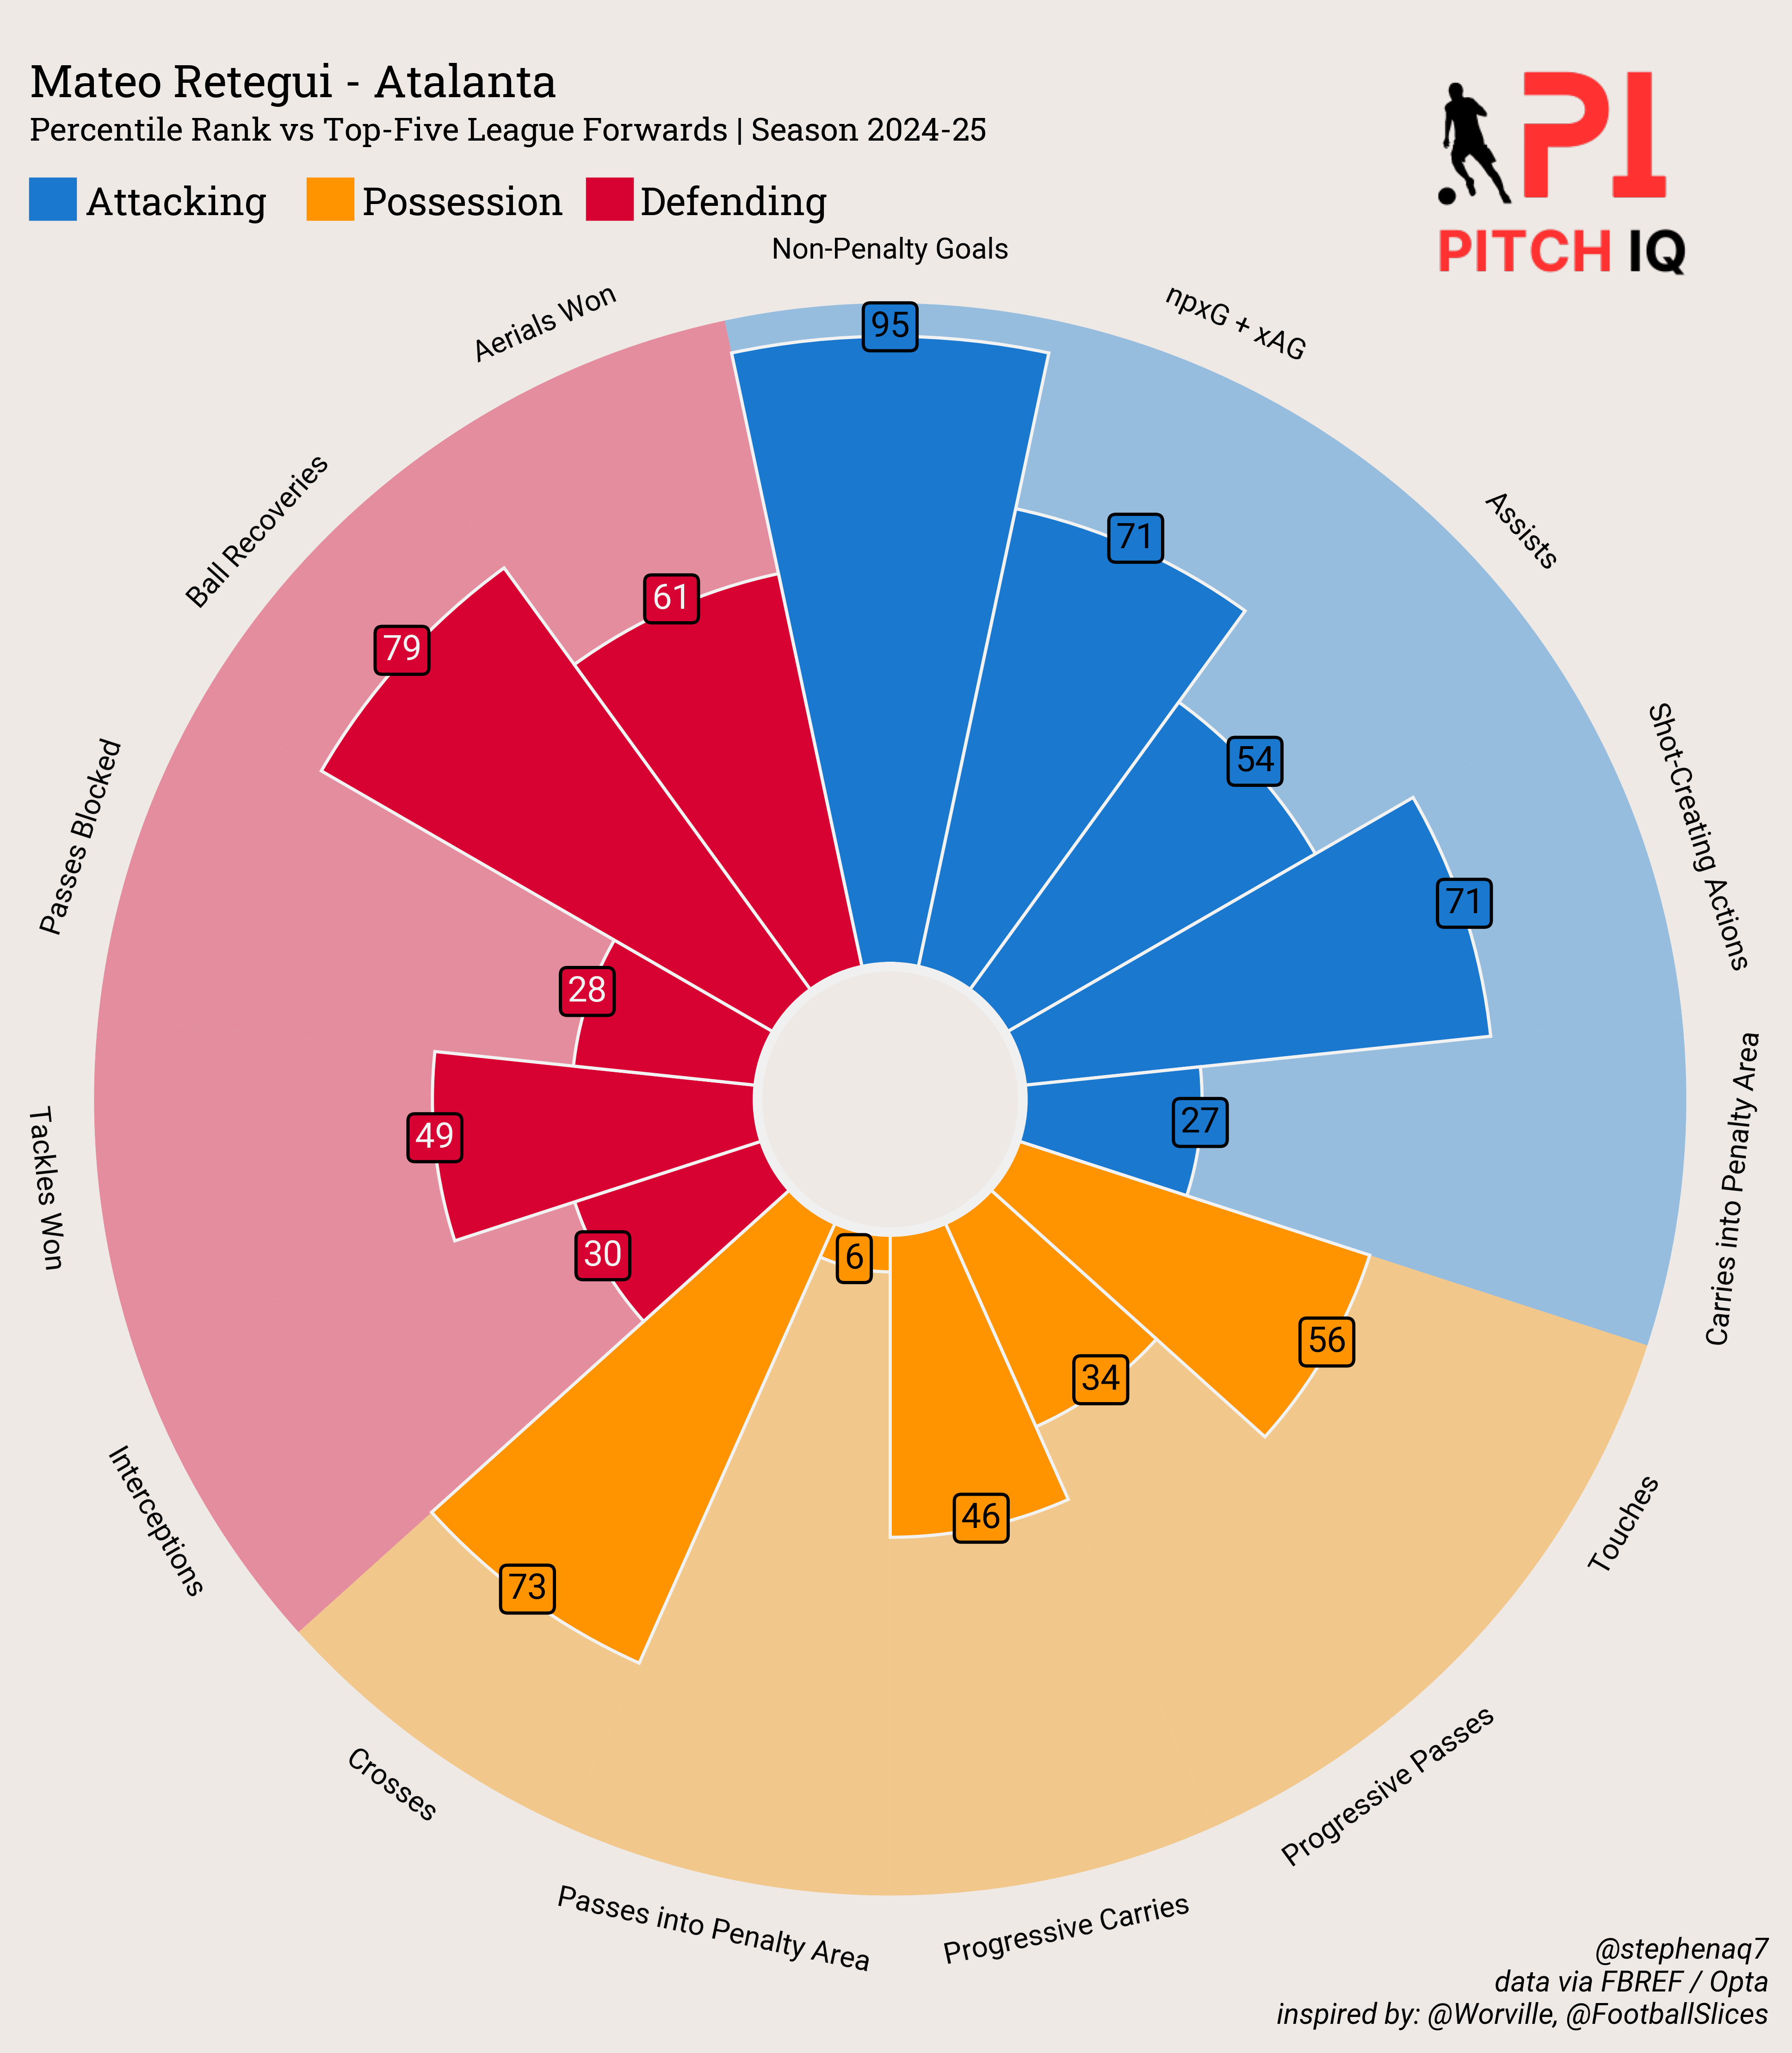 Mateo Retegui - Atalanta
Percentile Rank vs Top-Five League Forwards | Season 2024-25
Attacking
Possession
Defending
PI
PITCH IQ
Non-Penalty Goals
95
npxG + xAG
71
Assists
54
Shot-Creating Actions
71
Carries into Penalty Area
27
Touches
56
Progressive Passes
34
Progressive Carries
46
Passes into Penalty Area
6
Crosses
73
Interceptions
30
Tackles Won
49
Passes Blocked
28
Ball Recoveries
79
Aerials Won
61
@stephenaq7
data via FBREF / Opta
inspired by: @Worville, @FootballSlices